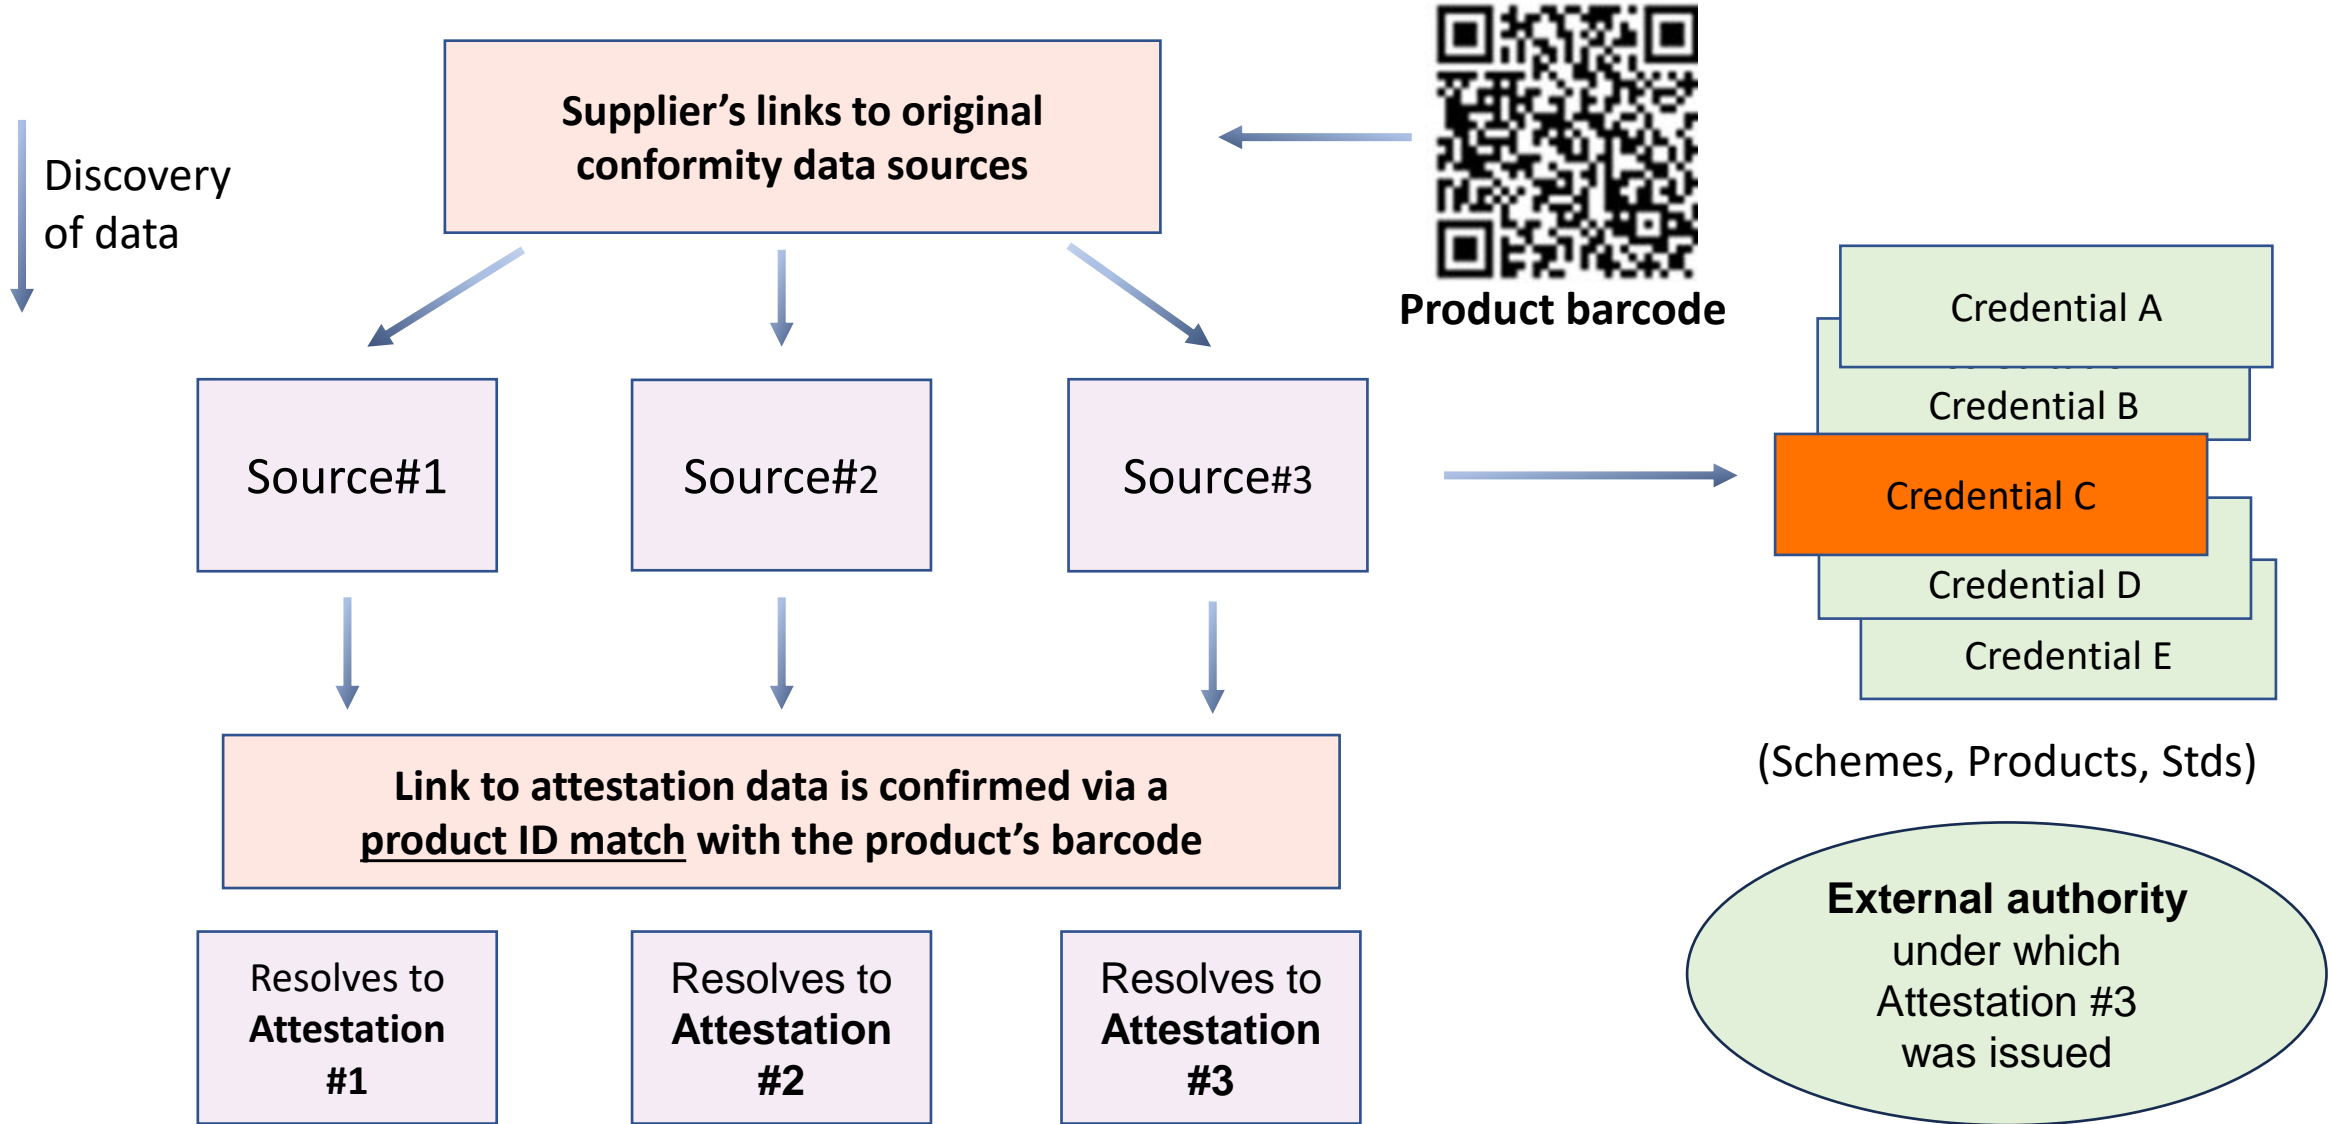 Supplier’s links to original
conformity data sources
Discovery
of data
Product barcode
Credential A
Credential B
Credential C
Credential D
Credential E
(Schemes, Products, Stds)
Source#1
Source#2
Source#3
Link to attestation data is confirmed via a
product ID match with the product’s barcode
Resolves to
Attestation
#1
Resolves to
Attestation
#2
Resolves to
Attestation
#3
External authority
under which
Attestation #3
was issued